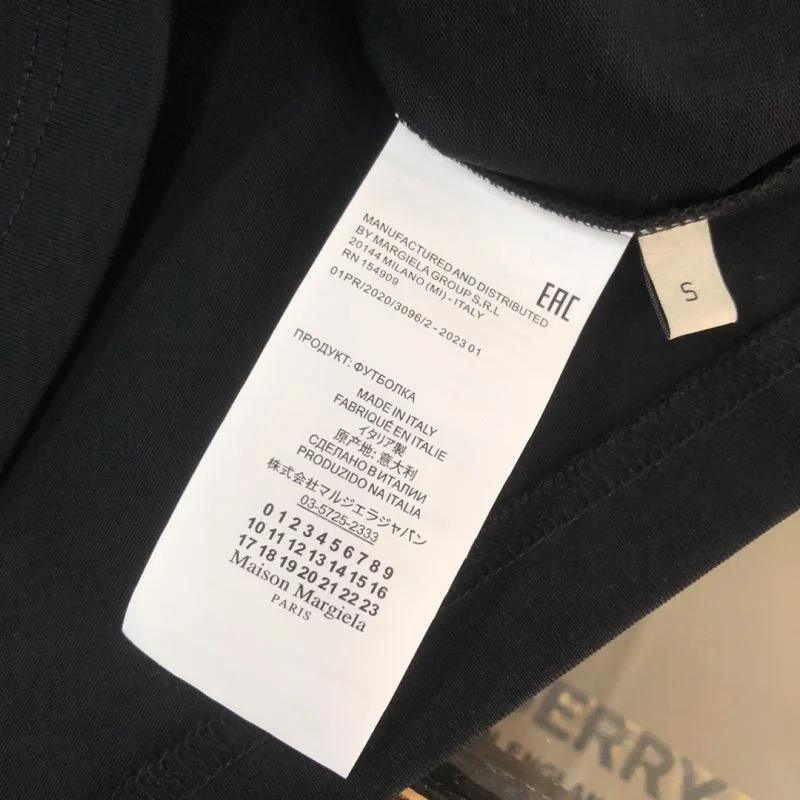 MANUFACTURED AND DISTRIBUTED
BY MARGIELA GROUP S.R.L
20144 MILANO (MI) - ITALY
RN 154909
EAC
01PR/2020/3096/2 - 2023 01
ПРОДУКТ: ФУТБОЛКА
MADE IN ITALY
FABRIQUÉ EN ITALIE
イタリア製
原产地: 意大利
СДЕЛАНО В ИТАЛИИ
PRODUZIDO NA ITALIA
株式会社マルジェラジャパン
03-5725-2333
0 1 2 3 4 5 6 7 8 9
10 11 12 13 14 15 16
17 18 19 20 21 22 23
Maison Margiela
PARIS
S